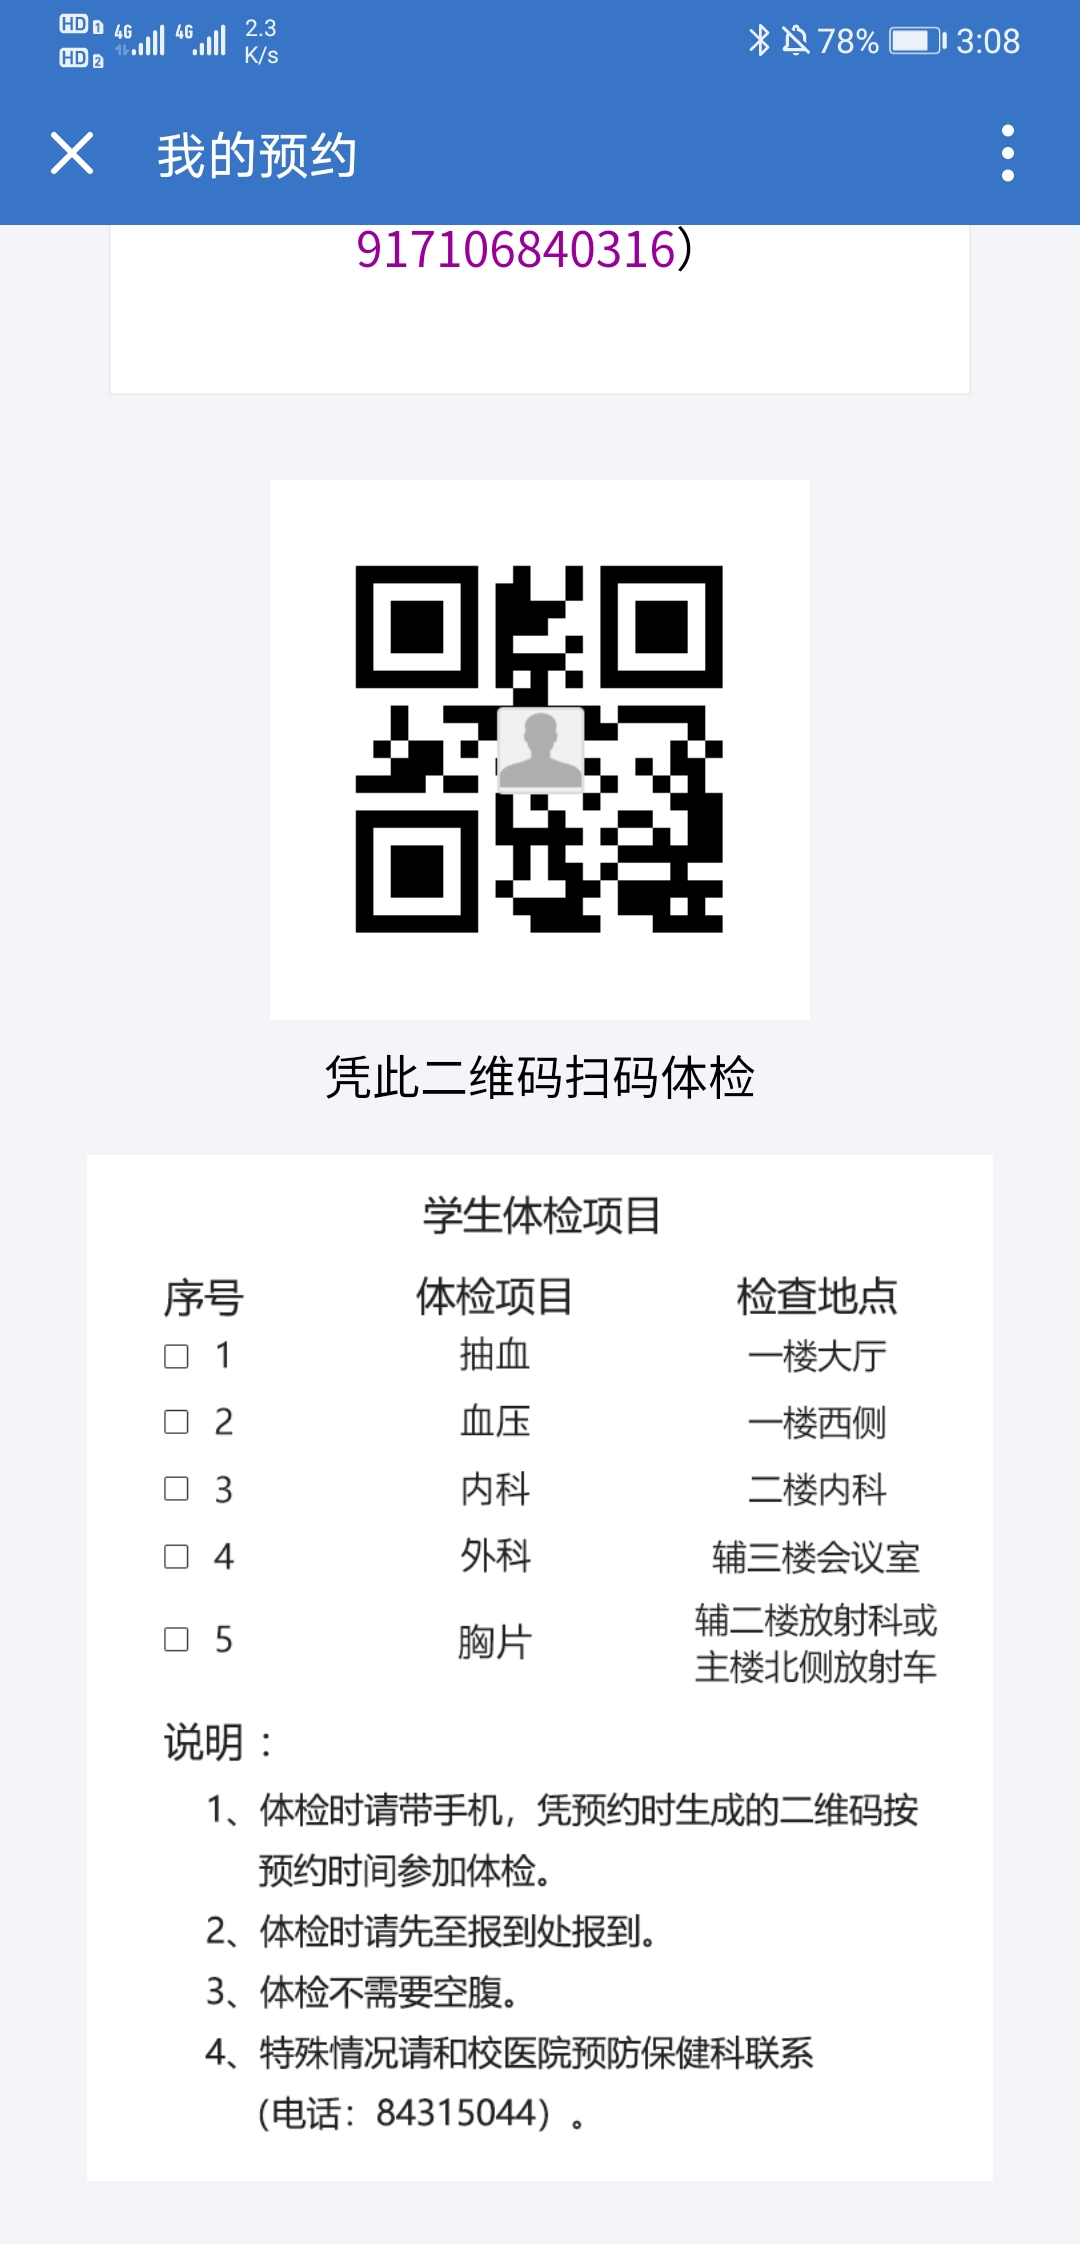 HD 1 4G 4G 2.3
HD 2 K/s
78% 3:08
我的预约
917106840316）
凭此二维码扫码体检
学生体检项目
序号 体检项目 检查地点
1 抽血 一楼大厅
2 血压 一楼西侧
3 内科 二楼内科
4 外科 辅三楼会议室
5 胸片 辅二楼放射科或
主楼北侧放射车
说明：
1、体检时请带手机，凭预约时生成的二维码按
预约时间参加体检。
2、体检时请先至报到处报到。
3、体检不需要空腹。
4、特殊情况请和校医院预防保健科联系
(电话：84315044）。